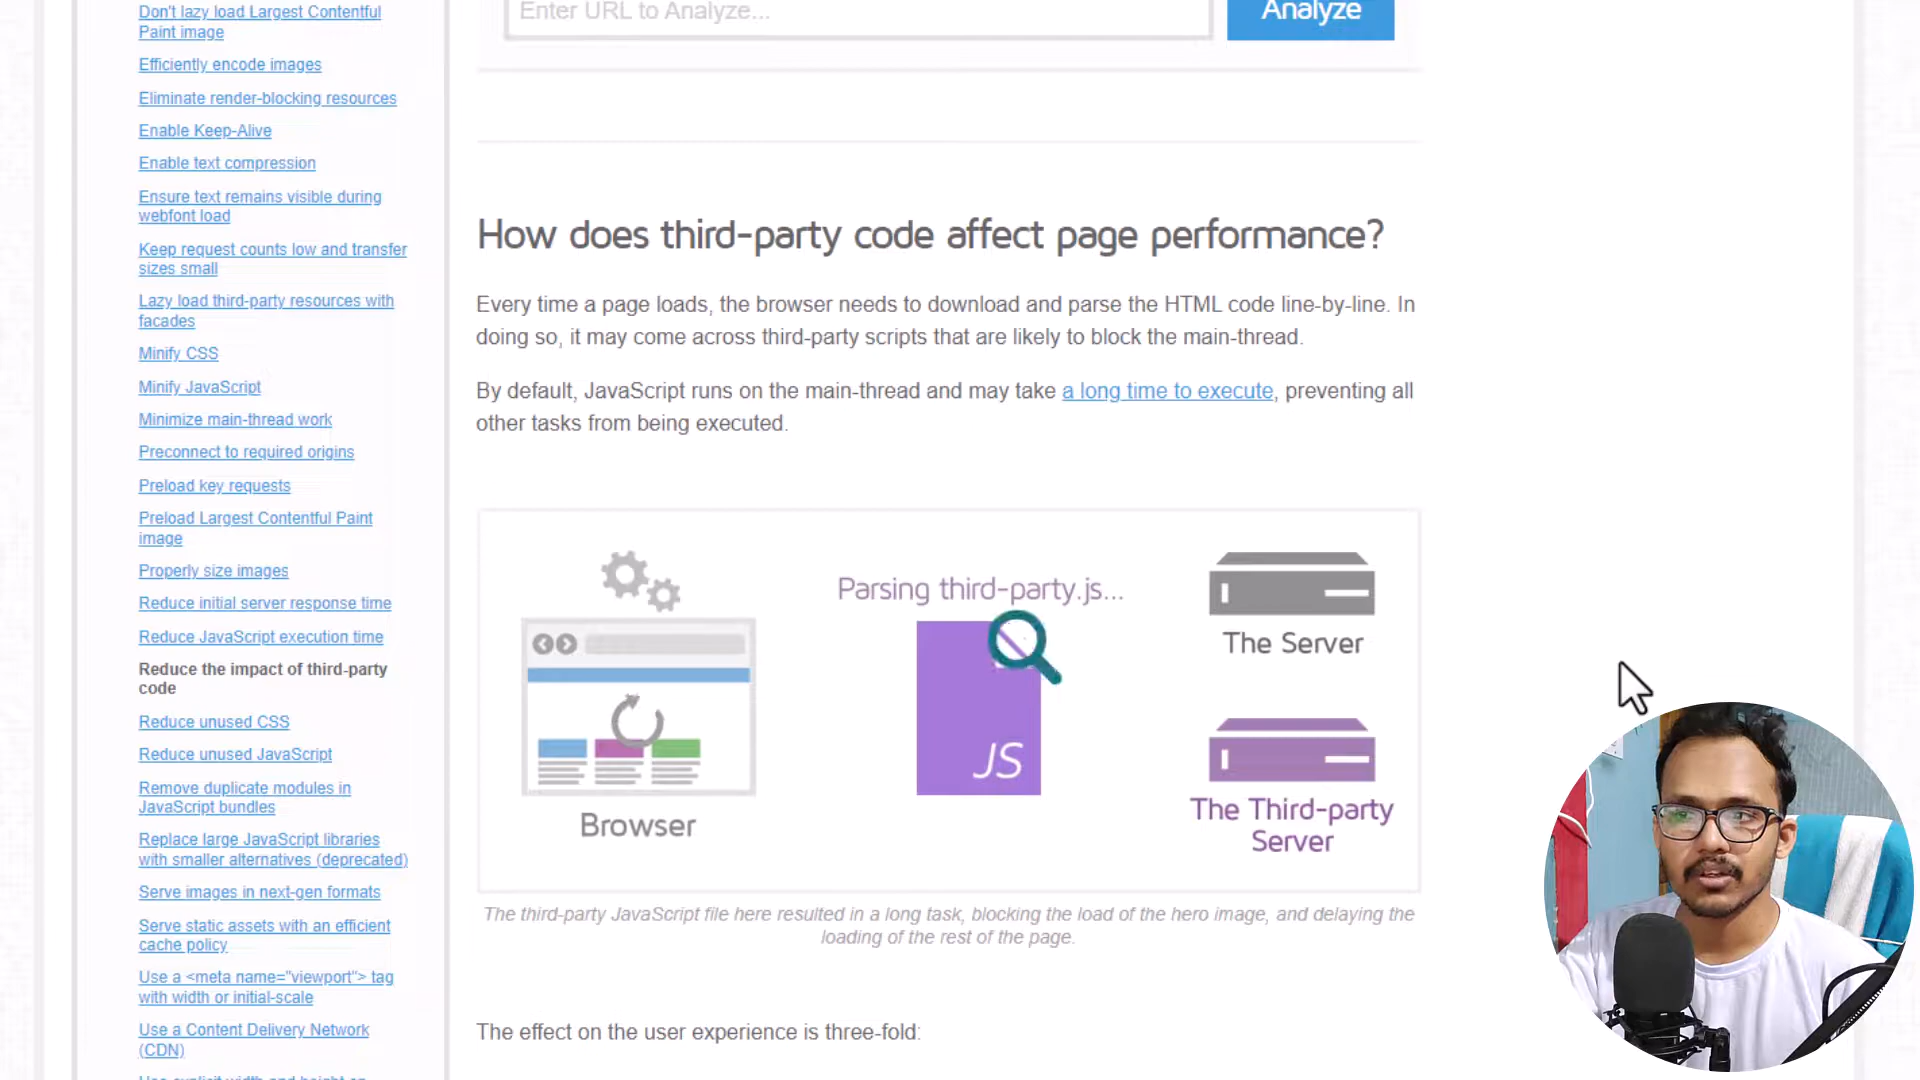 Don't lazy load Largest Contentful
Paint image
Efficiently encode images
Eliminate render-blocking resources
Enable Keep-Alive
Enable text compression
Ensure text remains visible during
webfont load
Keep request counts low and transfer
sizes small
Lazy load third-party resources with
facades
Minify CSS
Minify JavaScript
Minimize main-thread work
Preconnect to required origins
Preload key requests
Preload Largest Contentful Paint
image
Properly size images
Reduce initial server response time
Reduce JavaScript execution time
Reduce the impact of third-party
code
Reduce unused CSS
Reduce unused JavaScript
Remove duplicate modules in
JavaScript bundles
Replace large JavaScript libraries
with smaller alternatives (deprecated)
Serve images in next-gen formats
Serve static assets with an efficient
cache policy
Use a <meta name="viewport"> tag
with width or initial-scale
Use a Content Delivery Network
(CDN)
Enter URL to Analyze...
Analyze
How does third-party code affect page performance?
Every time a page loads, the browser needs to download and parse the HTML code line-by-line. In
doing so, it may come across third-party scripts that are likely to block the main-thread.
By default, JavaScript runs on the main-thread and may take a long time to execute, preventing all
other tasks from being executed.
Parsing third-party.js...
JS
Browser
The Server
The Third-party
Server
The third-party JavaScript file here resulted in a long task, blocking the load of the hero image, and delaying the
loading of the rest of the page.
The effect on the user experience is three-fold: